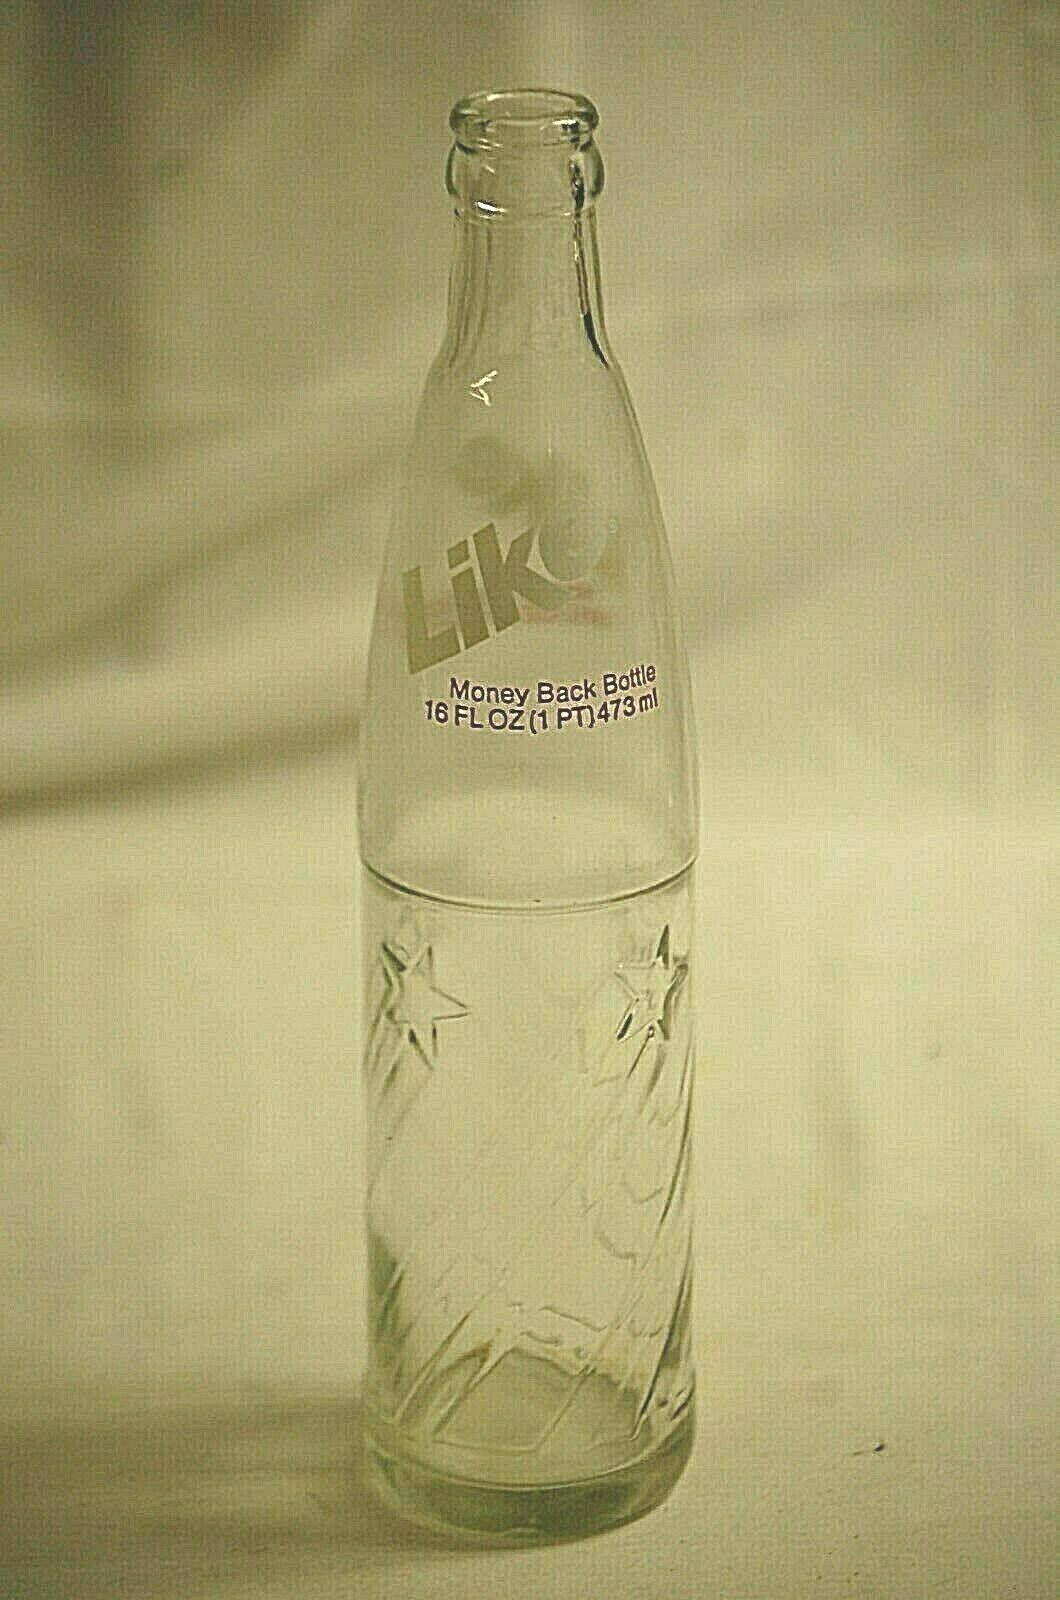 Like
Money Back Bottle
16 FL OZ (1 PT) 473 ml